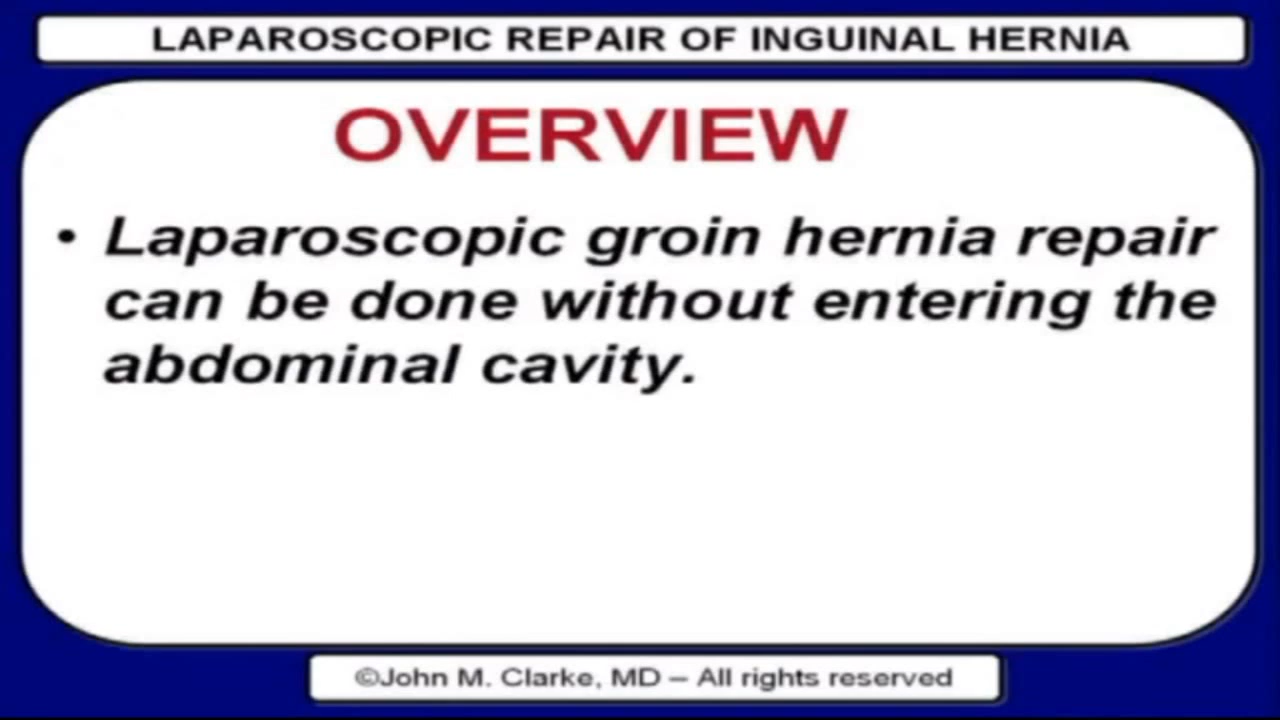 LAPAROSCOPIC REPAIR OF INGUINAL HERNIA
OVERVIEW
• Laparoscopic groin hernia repair
can be done without entering the
abdominal cavity.
©John M. Clarke, MD – All rights reserved